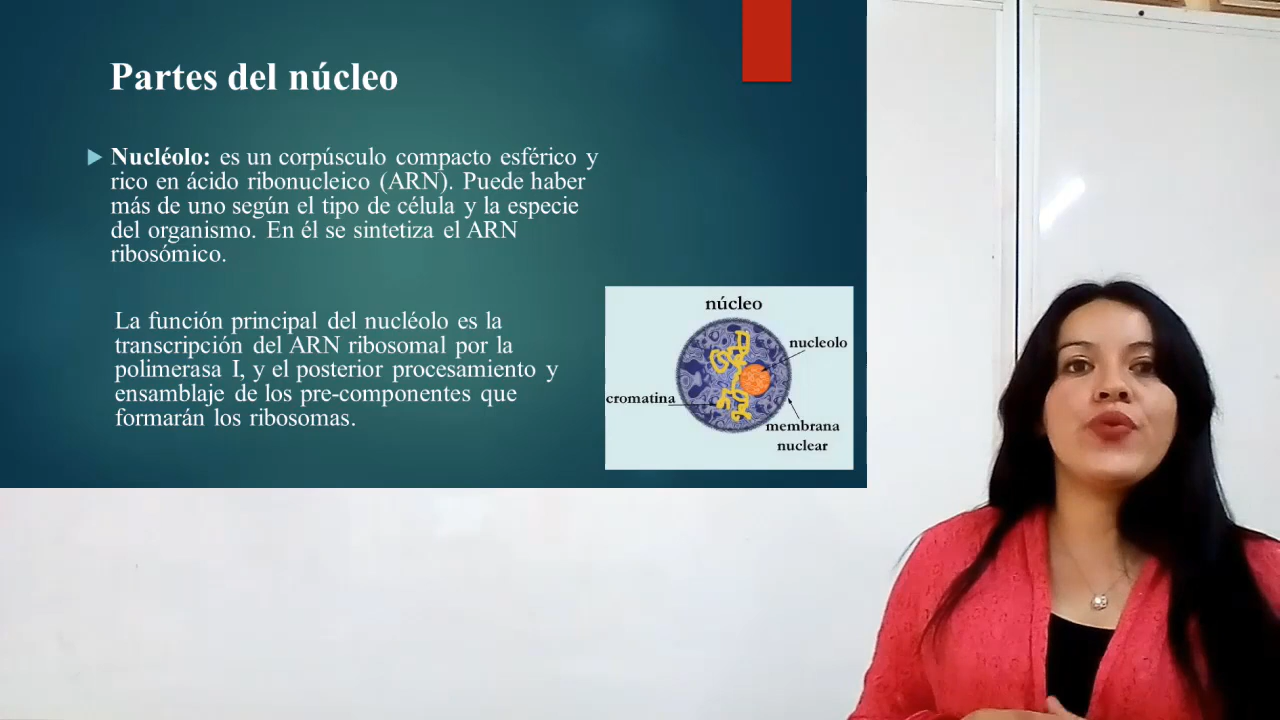 Partes del núcleo
Nucléolo: es un corpúsculo compacto esférico y
rico en ácido ribonucleico (ARN). Puede haber
más de uno según el tipo de célula y la especie
del organismo. En él se sintetiza el ARN
ribosómico.
La función principal del nucléolo es la
transcripción del ARN ribosomal por la
polimerasa I, y el posterior procesamiento y
ensamblaje de los pre-componentes que
formarán los ribosomas.
núcleo
nucleolo
cromatina
membrana
nuclear